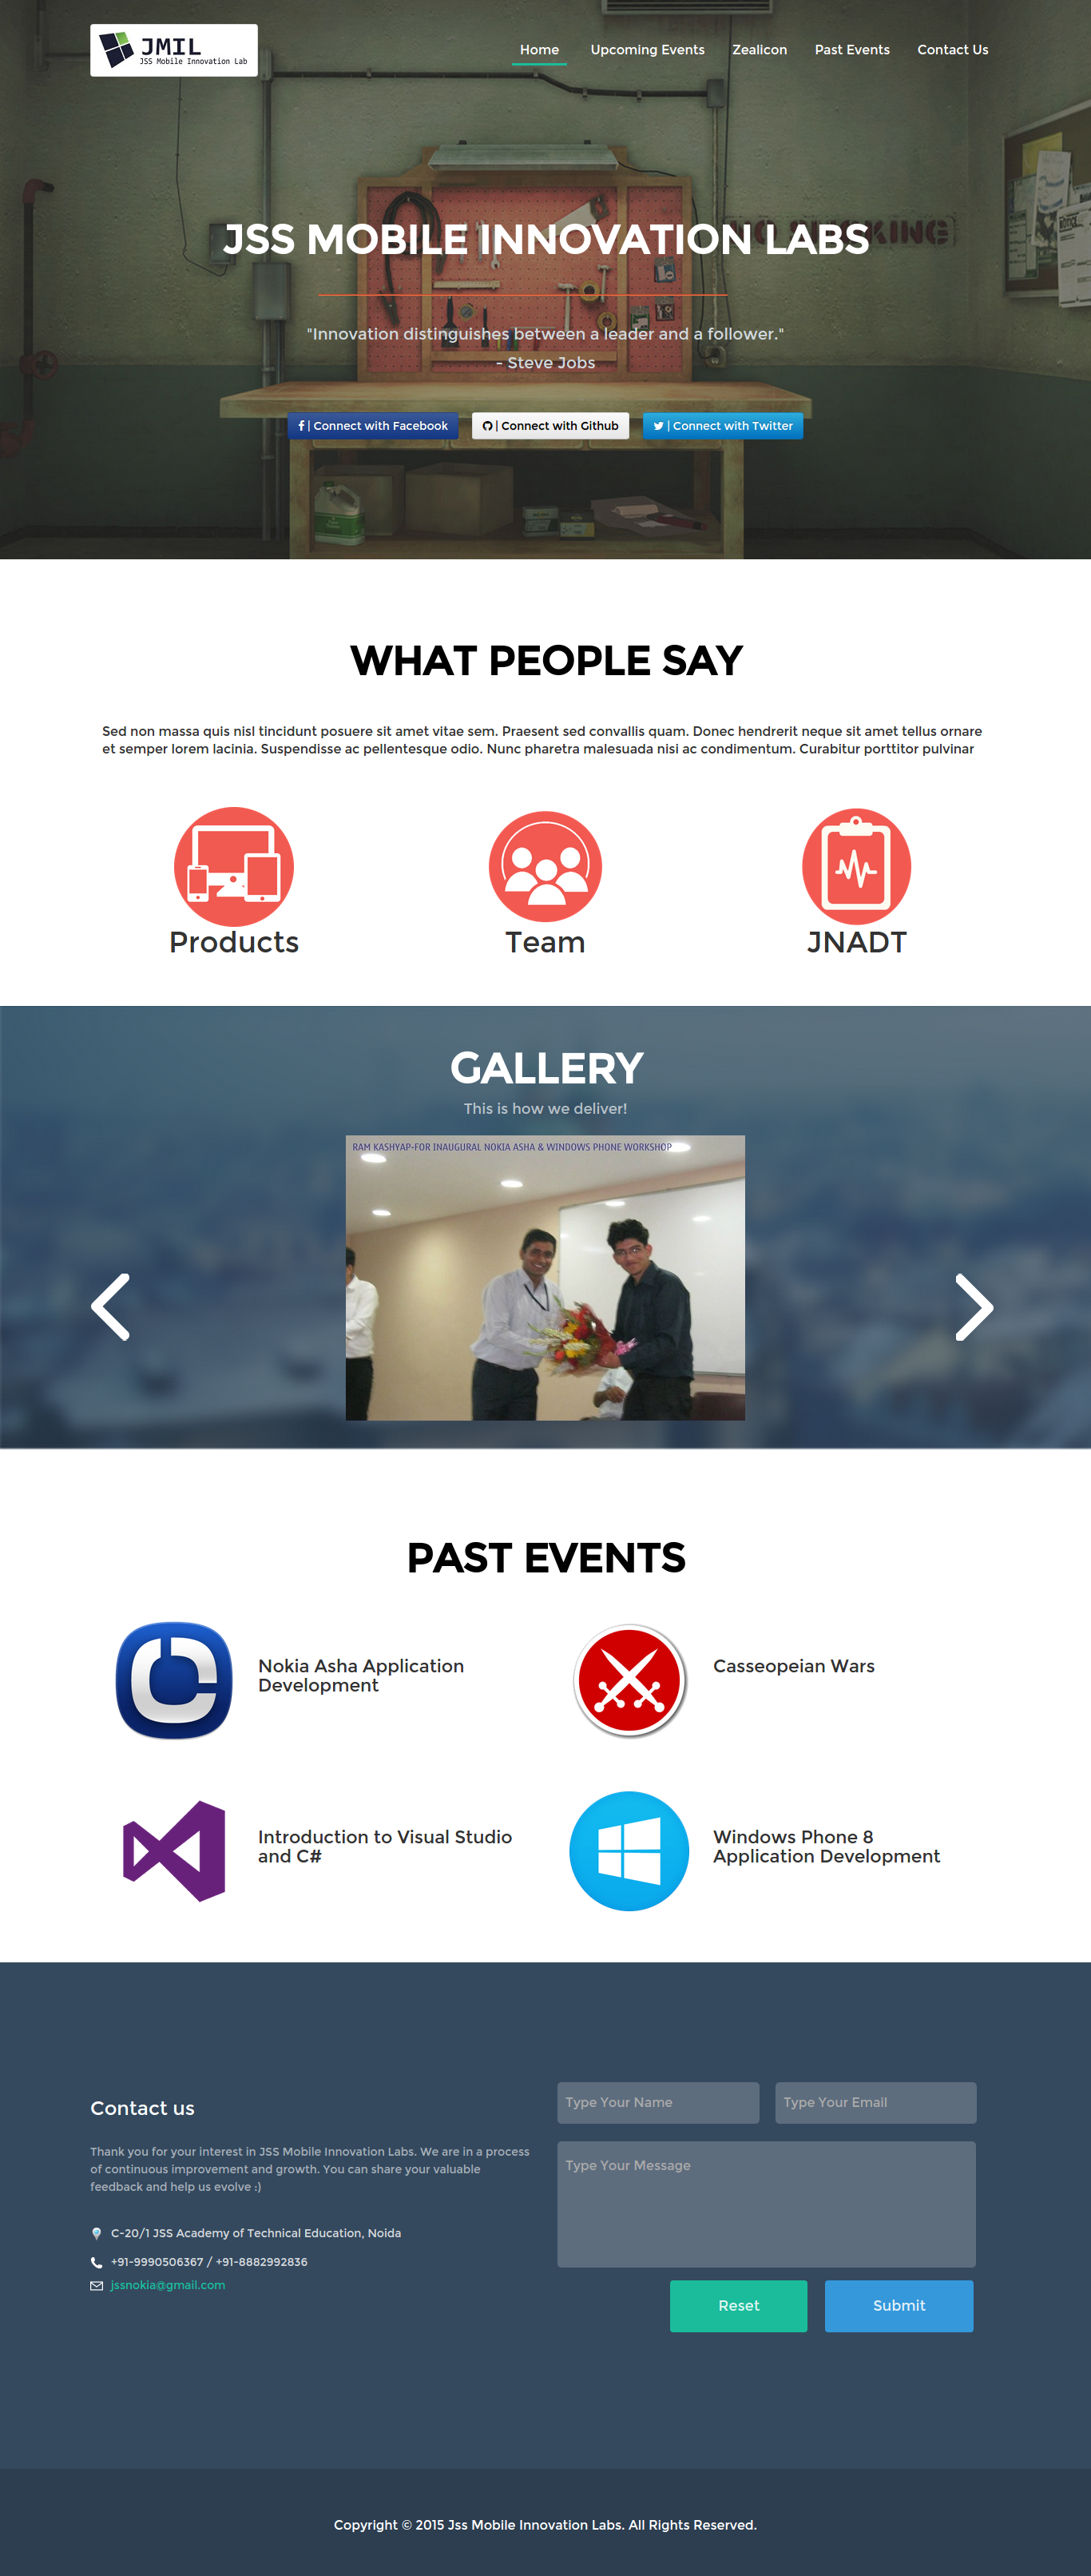 JMIL
JSS Mobile Innovation Lab
Home
Upcoming Events
Zealicon
Past Events
Contact Us
JSS MOBILE INNOVATION LABS
KING
"Innovation distinguishes between a leader and a follower."
- Steve Jobs
| Connect with Facebook
| Connect with Github
| Connect with Twitter
WHAT PEOPLE SAY
Sed non massa quis nisl tincidunt posuere sit amet vitae sem. Praesent sed convallis quam. Donec hendrerit neque sit amet tellus ornare
et semper lorem lacinia. Suspendisse ac pellentesque odio. Nunc pharetra malesuada nisi ac condimentum. Curabitur porttitor pulvinar
Products
Team
JNADT
GALLERY
This is how we deliver!
RAM KASHYAP-FOR INAUGURAL NOKIA ASHA & WINDOWS PHONE WORKSHOP
PAST EVENTS
Nokia Asha Application
Development
Casseopeian Wars
Introduction to Visual Studio
and C#
Windows Phone 8
Application Development
Contact us
Thank you for your interest in JSS Mobile Innovation Labs. We are in a process
of continuous improvement and growth. You can share your valuable
feedback and help us evolve :)
C-20/1 JSS Academy of Technical Education, Noida
+91-9990506367 / +91-8882992836
jssnokia@gmail.com
Type Your Name
Type Your Email
Type Your Message
Reset
Submit
Copyright © 2015 Jss Mobile Innovation Labs. All Rights Reserved.